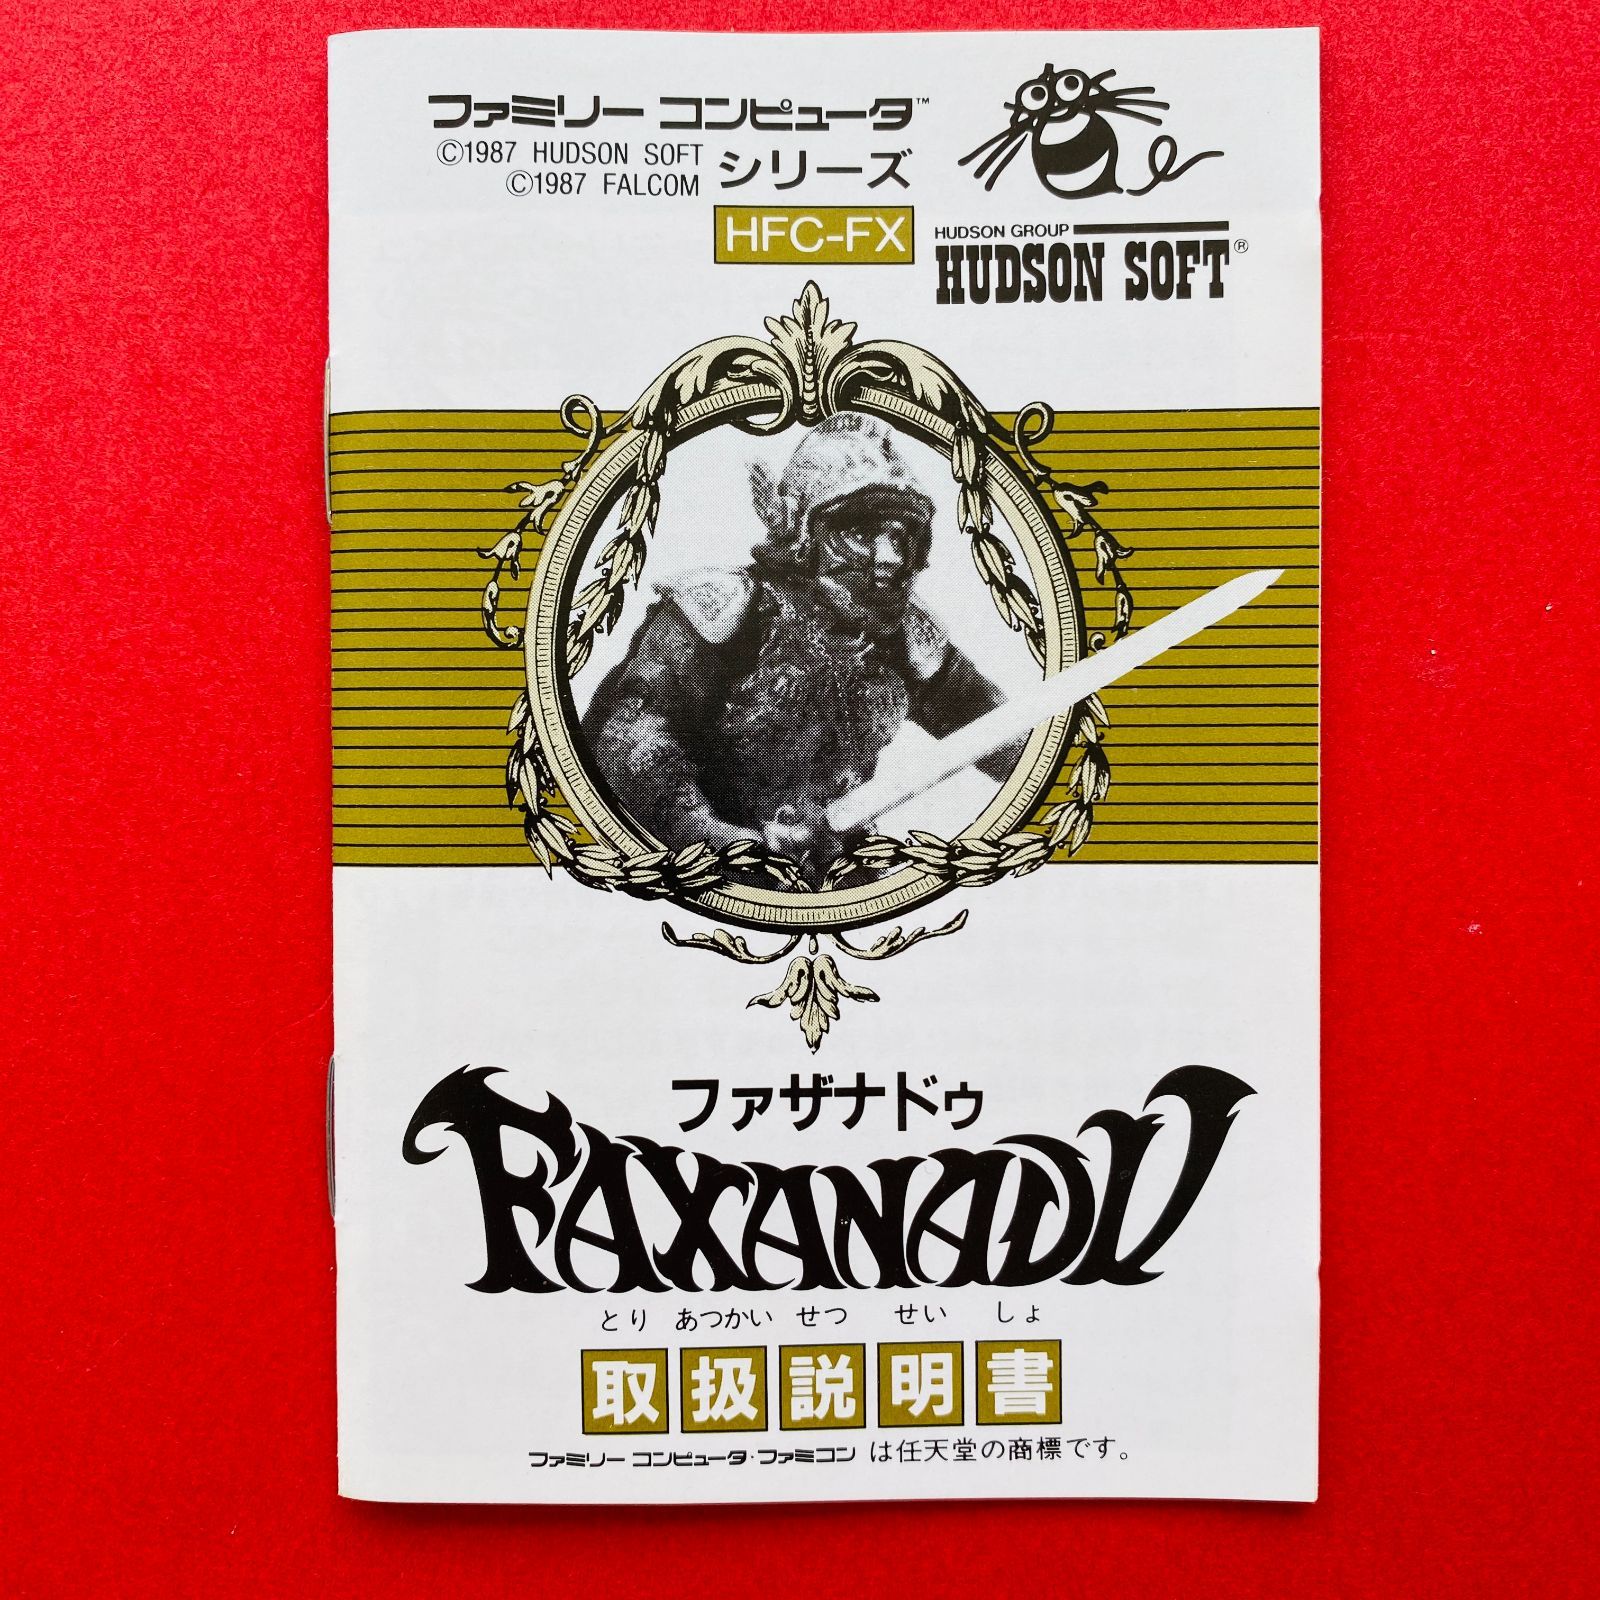 ファミリー コンピュータ™
©1987 HUDSON SOFT
©1987 FALCOM
シリーズ
HFC-FX
HUDSON GROUP
HUDSON SOFT®
ファザナドゥ
FAXANADU
とり あつかい せつ せい しょ
取扱説明書
ファミリー コンピュータ・ファミコン は任天堂の商標です。